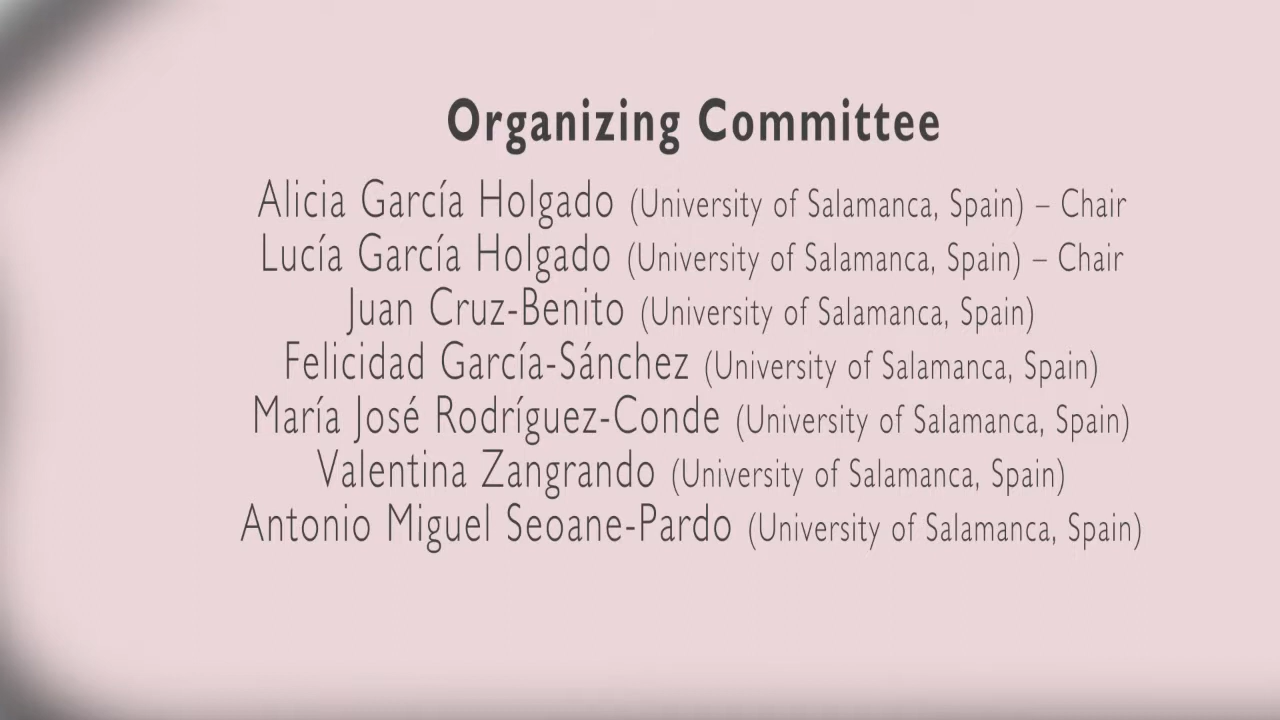 Organizing Committee
Alicia García Holgado (University of Salamanca, Spain) – Chair
Lucía García Holgado (University of Salamanca, Spain) – Chair
Juan Cruz-Benito (University of Salamanca, Spain)
Felicidad García-Sánchez (University of Salamanca, Spain)
María José Rodríguez-Conde (University of Salamanca, Spain)
Valentina Zangrando (University of Salamanca, Spain)
Antonio Miguel Seoane-Pardo (University of Salamanca, Spain)